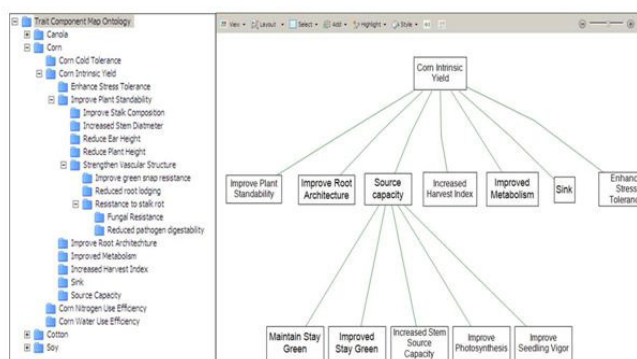 Trait Component Map Ontology
Canola
Corn
Corn Cold Tolerance
Corn Intrinsic Yield
Enhance Stress Tolerance
Improve Plant Standability
Improve Stalk Composition
Increased Stem Diatmeter
Reduce Ear Height
Reduce Plant Height
Strengthen Vascular Structure
Improve green snap resistance
Reduced root lodging
Resistance to stalk rot
Fungal Resistance
Reduced pathogen digestability
Improve Root Architechture
Improved Metabolism
Increased Harvest Index
Sink
Source Capacity
Corn Nitrogen Use Efficiency
Corn Water Use Efficiency
Cotton
Soy
View Layout Select Add Highlight Style
Corn Intrinsic
Yield
Improve Plant
Standability
Improve Root
Architecture
Source
capacity
Increased
Harvest Index
Improved
Metabolism
Sink
Enhanc
Stress
Toleranc
Maintain Stay
Green
Improved
Stay Green
Increased Stem
Source
Capacity
Improve
Photosynthesis
Improve
Seedling Vigor